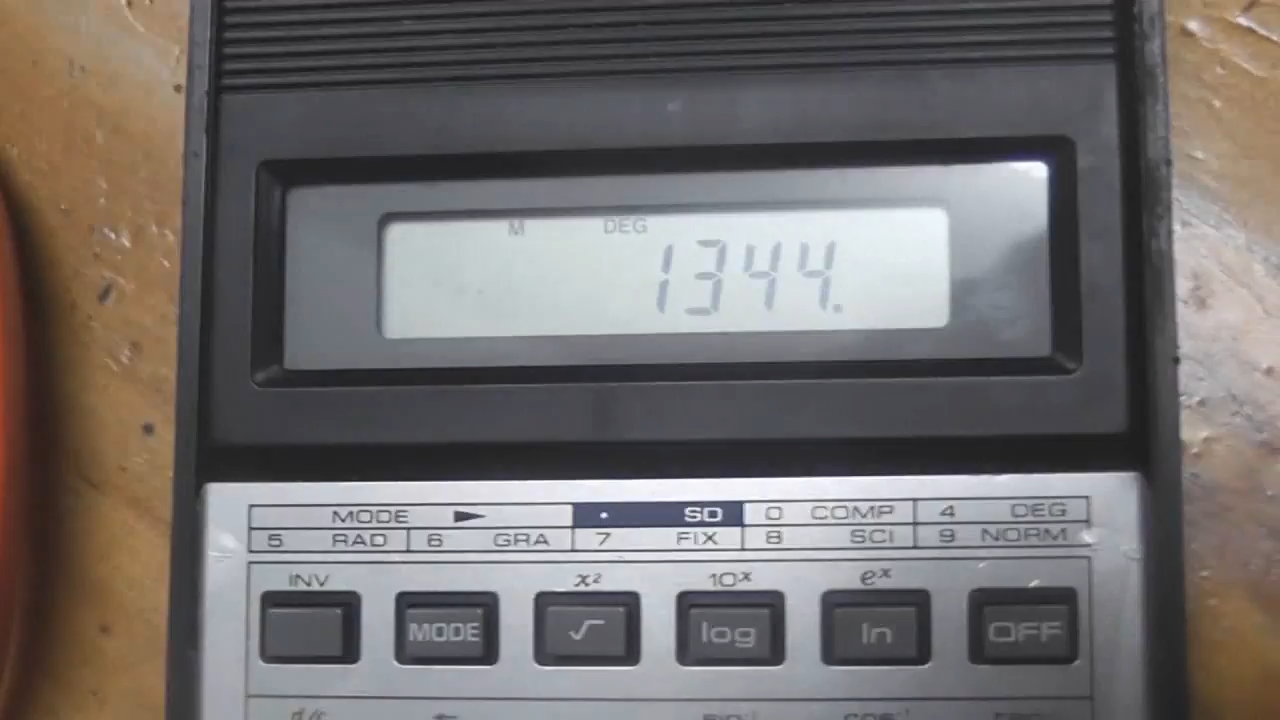 M DEG
1344.
MODE ► • SD 0 COMP 4 DEG
5 RAD 6 GRA 7 FIX 8 SCI 9 NORM
INV x² 10ˣ eˣ
MODE √ log ln OFF